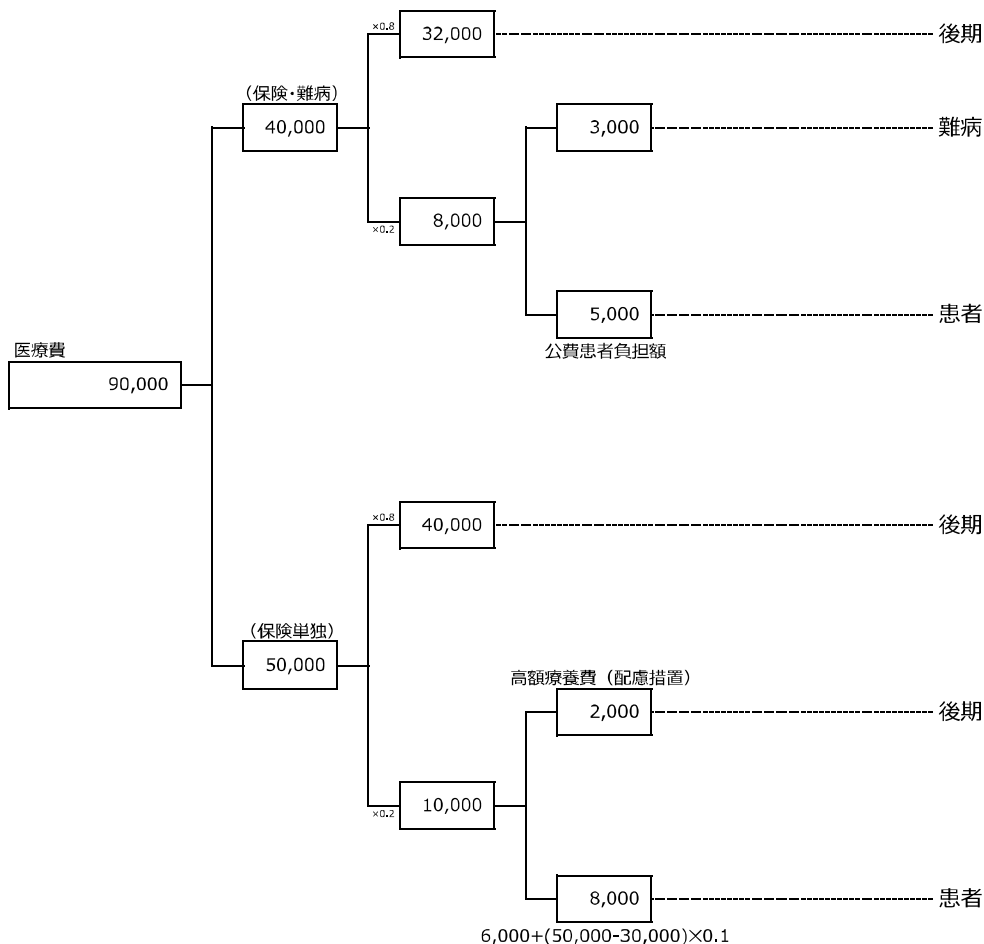 ×0.8
32,000
後期
(保険・難病)
40,000
3,000
難病
8,000
×0.2
5,000
患者
公費患者負担額
医療費
90,000
×0.8
40,000
後期
(保険単独)
50,000
高額療養費(配慮措置)
2,000
後期
10,000
×0.2
8,000
患者
6,000+(50,000-30,000)×0.1